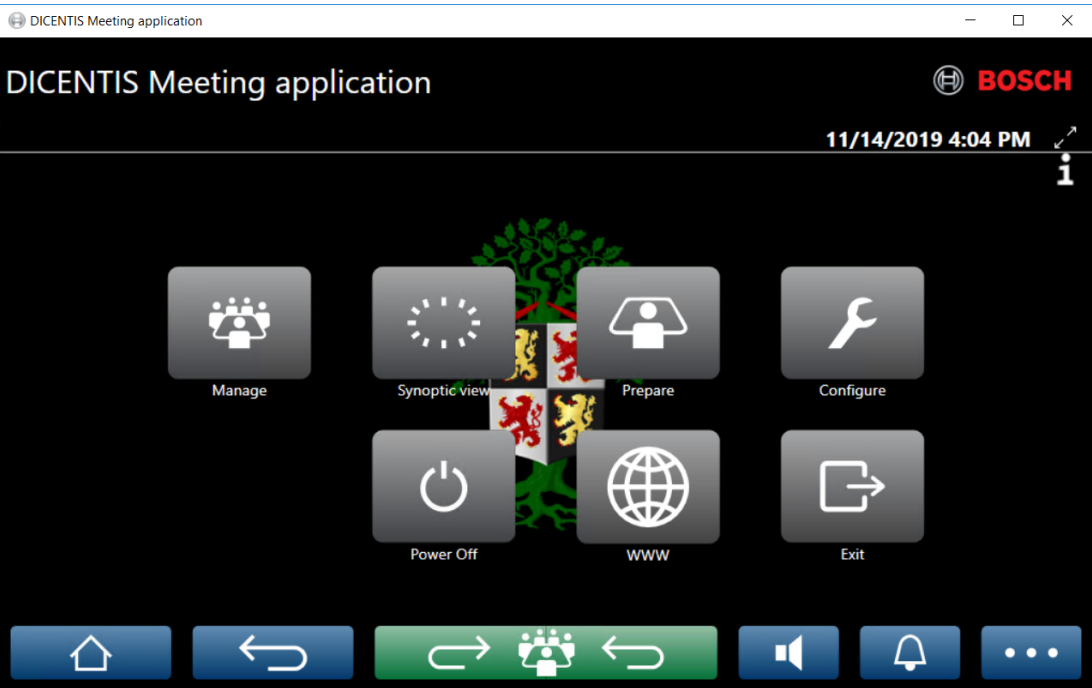 DICENTIS Meeting application
DICENTIS Meeting application
BOSCH
11/14/2019 4:04 PM
Manage
Synoptic view
Prepare
Configure
Power Off
WWW
Exit